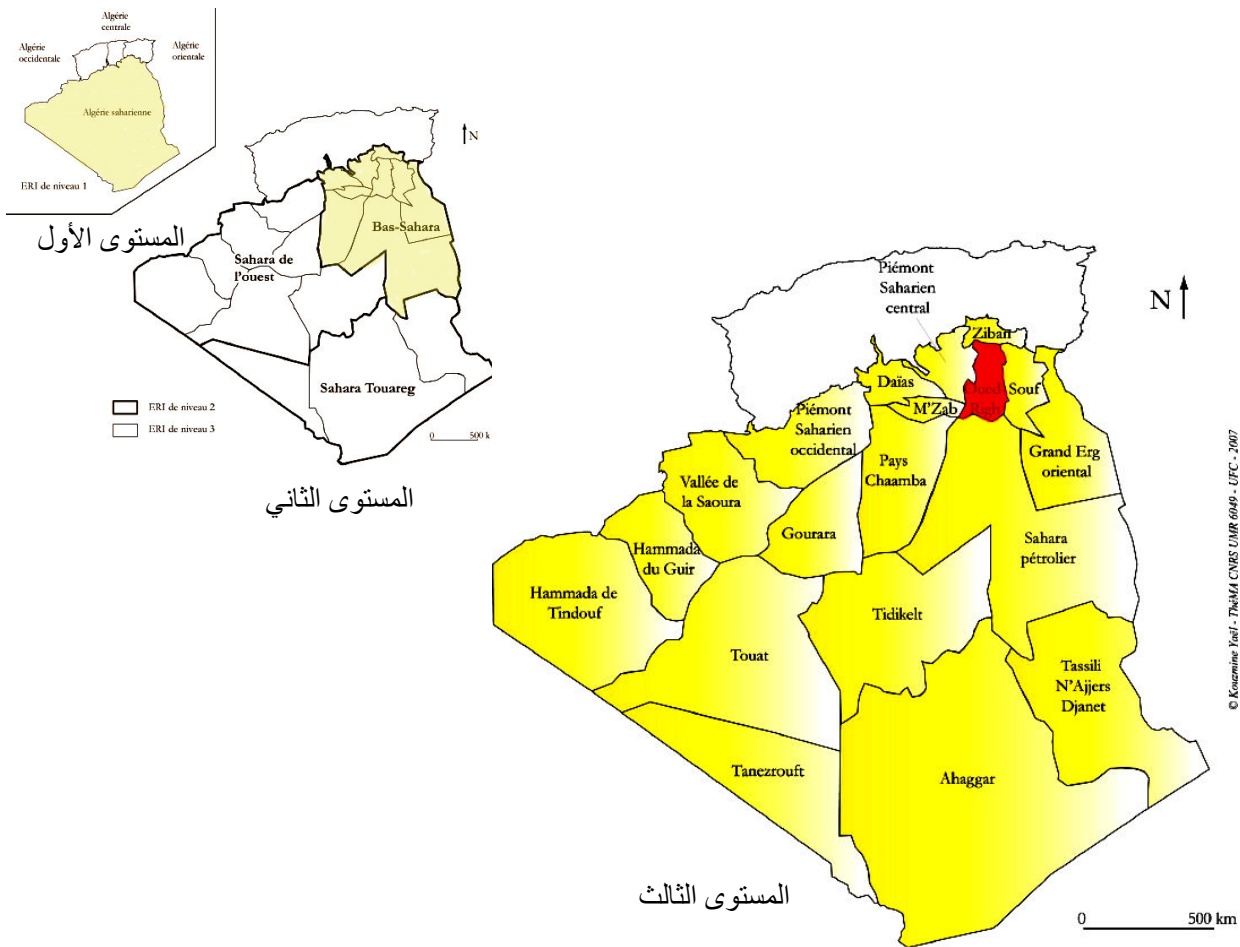 Algérie
centrale
Algérie
occidentale
Algérie
orientale
Algérie saharienne
ERI de niveau 1
المستوى الأول
N
Bas-Sahara
Sahara de
l'ouest
Sahara Touareg
ERI de niveau 2
ERI de niveau 3
0 500 k
المستوى الثاني
Piémont
Saharien
central
N
Ziban
Daïas
Oued
Righ
Souf
M'Zab
Piémont
Saharien
occidental
Pays
Chaamba
Grand Erg
oriental
Vallée de
la Saoura
Gourara
Sahara
pétrolier
Hammada
du Guir
Hammada de
Tindouf
Tidikelt
Touat
Tassili
N'Ajjers
Djanet
Tanezrouft
Ahaggar
المستوى الثالث
0 500 km
© Kouzmine Yaël - ThéMA CNRS UMR 6049 - UFC - 2007